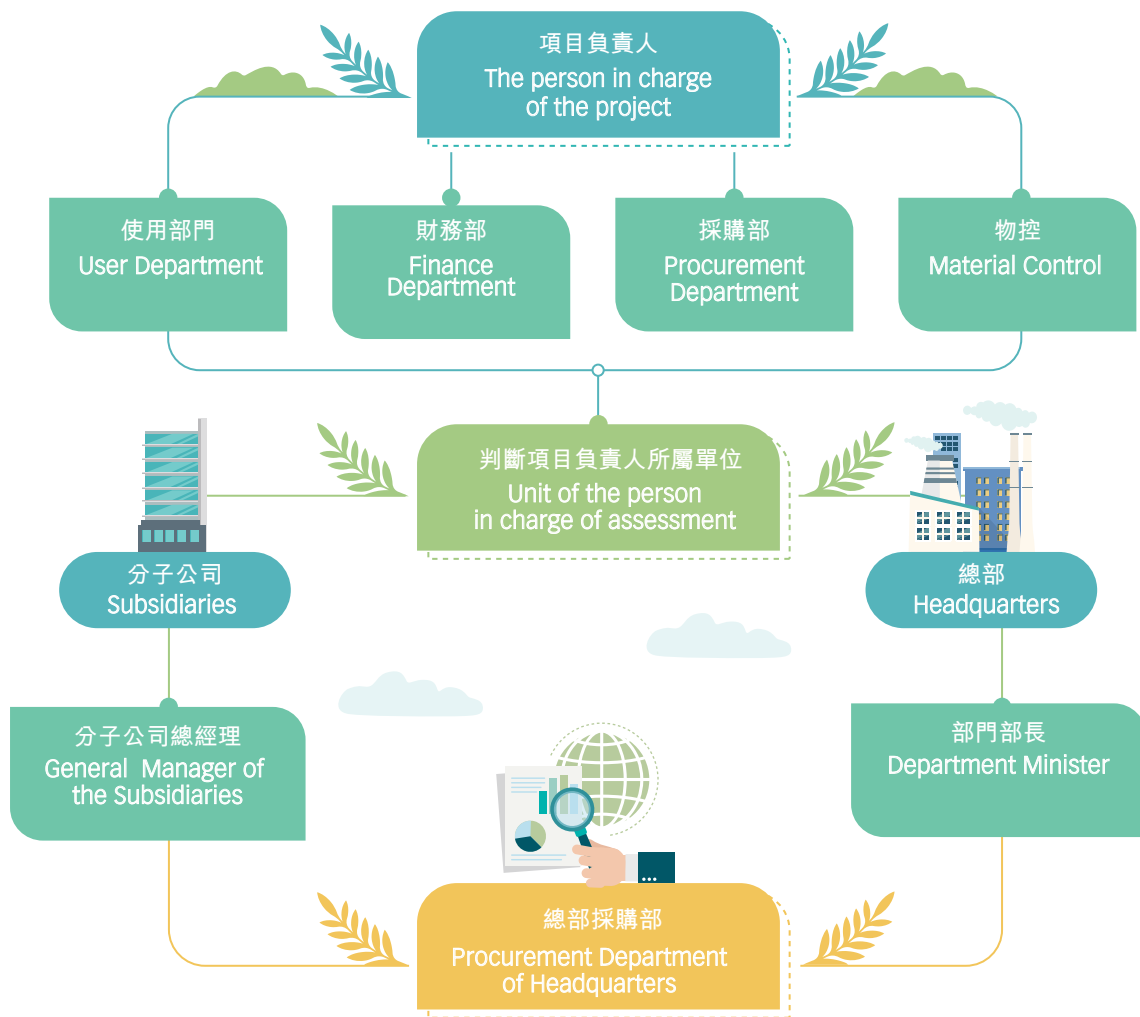 項目負責人
The person in charge
of the project
使用部門
User Department
財務部
Finance
Department
採購部
Procurement
Department
物控
Material Control
判斷項目負責人所屬單位
Unit of the person
in charge of assessment
分子公司
Subsidiaries
總部
Headquarters
分子公司總經理
General Manager of
the Subsidiaries
部門部長
Department Minister
總部採購部
Procurement Department
of Headquarters